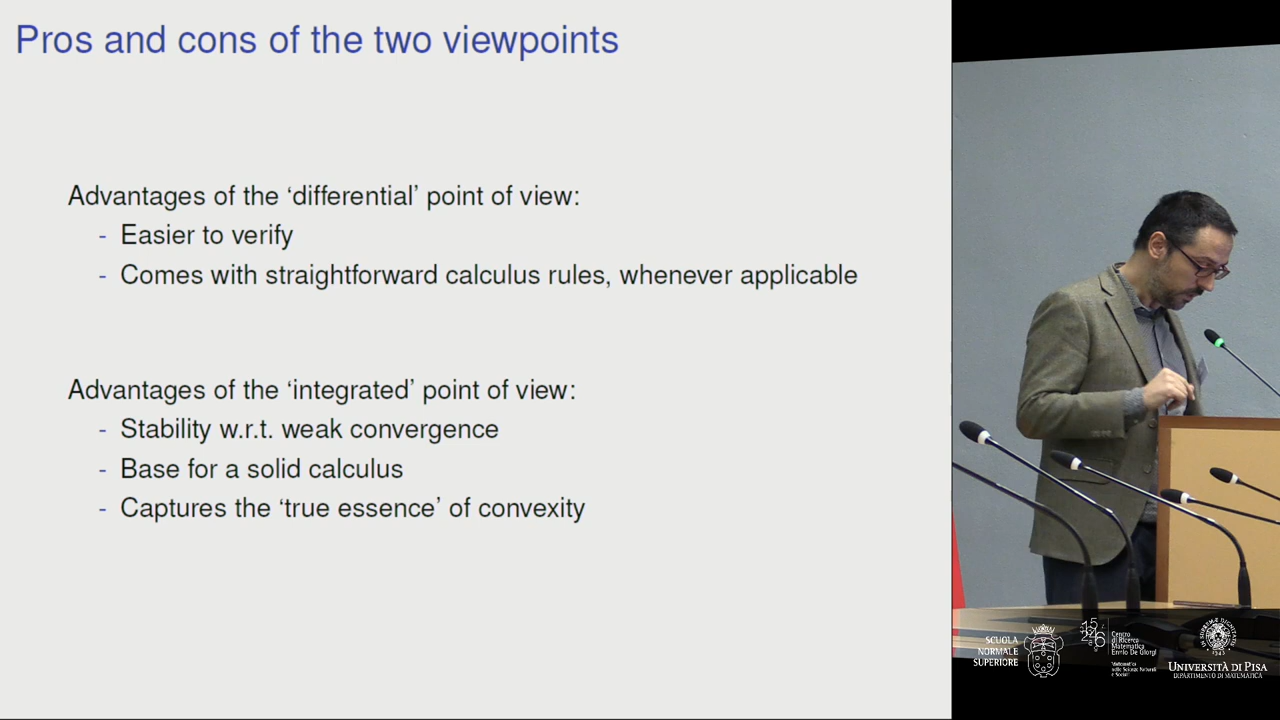 Pros and cons of the two viewpoints
Advantages of the ‘differential’ point of view:
- Easier to verify
- Comes with straightforward calculus rules, whenever applicable
Advantages of the ‘integrated’ point of view:
- Stability w.r.t. weak convergence
- Base for a solid calculus
- Captures the ‘true essence’ of convexity
SCUOLA
NORMALE
SUPERIORE
Centro
di Ricerca
Matematica
Ennio De Giorgi
UNIVERSITÀ DI PISA
DIPARTIMENTO DI MATEMATICA